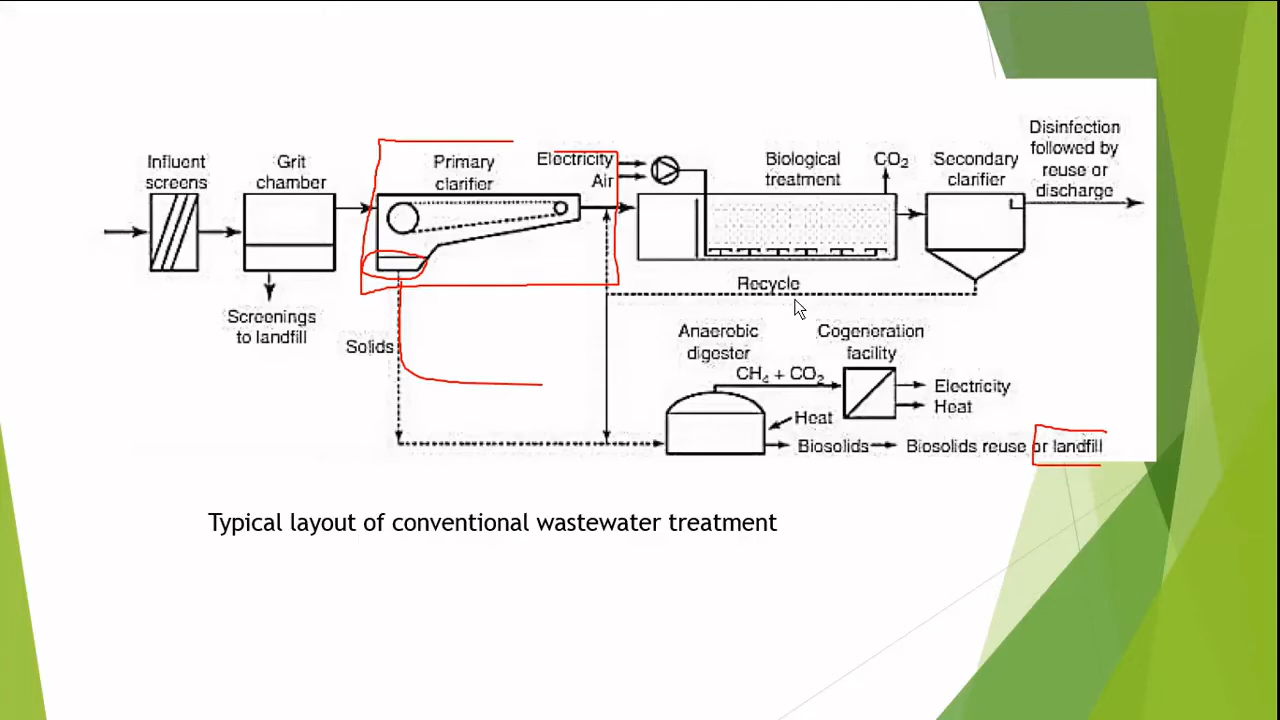 Influent
screens
Grit
chamber
Primary
clarifier
Electricity
Air
Biological
treatment
CO₂
Secondary
clarifier
Disinfection
followed by
reuse or
discharge
Screenings
to landfill
Solids
Recycle
Anaerobic
digester
Cogeneration
facility
CH₄ + CO₂
Electricity
Heat
Heat
Biosolids
Biosolids reuse or landfill
Typical layout of conventional wastewater treatment